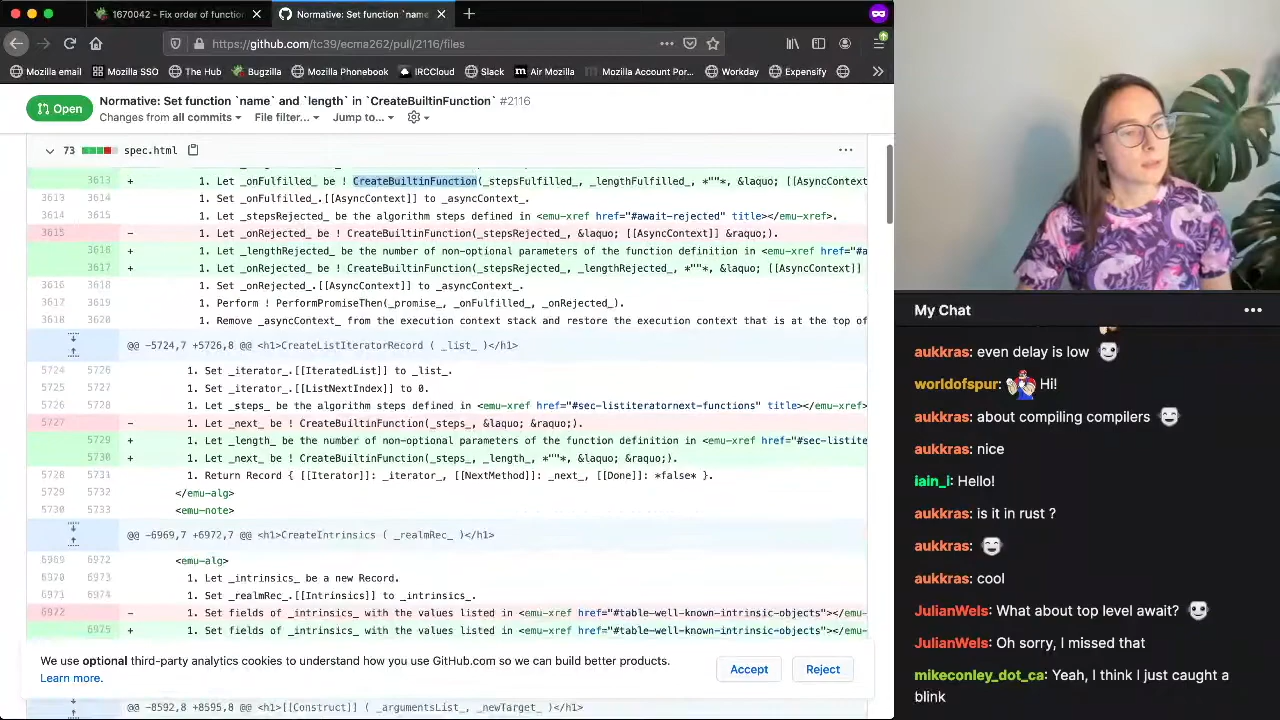 1670042 - Fix order of function
Normative: Set function `name
https://github.com/tc39/ecma262/pull/2116/files
Mozilla email
Mozilla SSO
The Hub
Bugzilla
Mozilla Phonebook
IRCCloud
Slack
Air Mozilla
Mozilla Account Por...
Workday
Expensify
Open
Normative: Set function `name` and `length` in `CreateBuiltinFunction` #2116
Changes from all commits
File filter...
Jump to...
73 spec.html
3613 + 1. Let _onFulfilled_ be ! CreateBuiltinFunction(_stepsFulfilled_, _lengthFulfilled_, *""*, &laquo; [[AsyncContext
3613 3614 1. Set _onFulfilled_.[[AsyncContext]] to _asyncContext_.
3614 3615 1. Let _stepsRejected_ be the algorithm steps defined in <emu-xref href="#await-rejected" title></emu-xref>.
3615 - 1. Let _onRejected_ be ! CreateBuiltinFunction(_stepsRejected_, &laquo; [[AsyncContext]] &raquo;).
3616 + 1. Let _lengthRejected_ be the number of non-optional parameters of the function definition in <emu-xref href="#a
3617 + 1. Let _onRejected_ be ! CreateBuiltinFunction(_stepsRejected_, _lengthRejected_, *""*, &laquo; [[AsyncContext]]
3616 3618 1. Set _onRejected_.[[AsyncContext]] to _asyncContext_.
3617 3619 1. Perform ! PerformPromiseThen(_promise_, _onFulfilled_, _onRejected_).
3618 3620 1. Remove _asyncContext_ from the execution context stack and restore the execution context that is at the top of
@@ -5724,7 +5726,8 @@ <h1>CreateListIteratorRecord ( _list_ )</h1>
5724 5726 1. Set _iterator_.[[IteratedList]] to _list_.
5725 5727 1. Set _iterator_.[[ListNextIndex]] to 0.
5726 5728 1. Let _steps_ be the algorithm steps defined in <emu-xref href="#sec-listiteratornext-functions" title></emu-xref>
5727 - 1. Let _next_ be ! CreateBuiltinFunction(_steps_, &laquo; &raquo;).
5729 + 1. Let _length_ be the number of non-optional parameters of the function definition in <emu-xref href="#sec-listite
5730 + 1. Let _next_ be ! CreateBuiltinFunction(_steps_, _length_, *""*, &laquo; &raquo;).
5728 5731 1. Return Record { [[Iterator]]: _iterator_, [[NextMethod]]: _next_, [[Done]]: *false* }.
5729 5732 </emu-alg>
5730 5733 <emu-note>
@@ -6969,7 +6972,7 @@ <h1>CreateIntrinsics ( _realmRec_ )</h1>
6969 6972 <emu-alg>
6970 6973 1. Let _intrinsics_ be a new Record.
6971 6974 1. Set _realmRec_.[[Intrinsics]] to _intrinsics_.
6972 - 1. Set fields of _intrinsics_ with the values listed in <emu-xref href="#table-well-known-intrinsic-objects"></emu-
6975 + 1. Set fields of _intrinsics_ with the values listed in <emu-xref href="#table-well-known-intrinsic-objects"></emu-
We use optional third-party analytics cookies to understand how you use GitHub.com so we can build better products.
Learn more.
Accept
Reject
( _argumentsList_, _newTarget_ )</h1>
My Chat
aukkras: even delay is low
worldofspur: Hi!
aukkras: about compiling compilers
aukkras: nice
iain_i: Hello!
aukkras: is it in rust ?
aukkras:
aukkras: cool
JulianWels: What about top level await?
JulianWels: Oh sorry, I missed that
mikeconley_dot_ca: Yeah, I think I just caught a
blink